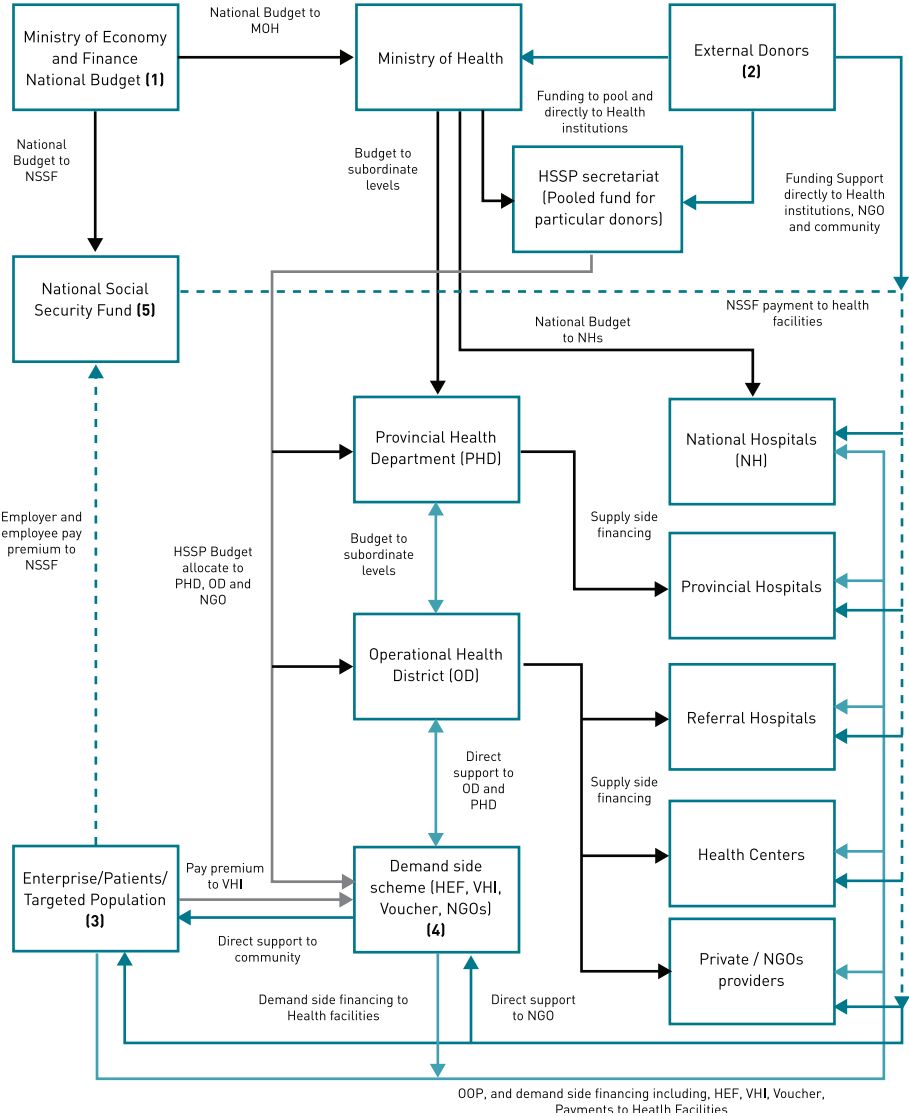 National Budget to
MOH
Ministry of Economy
and Finance
National Budget (1)
Ministry of Health
External Donors
(2)
Funding to pool and
directly to Health
institutions
National
Budget to
NSSF
Budget to
subordinate
levels
HSSP secretariat
(Pooled fund for
particular donors)
Funding Support
directly to Health
institutions, NGO
and community
National Social
Security Fund (5)
NSSF payment to health
facilities
National Budget
to NHs
Provincial Health
Department (PHD)
National Hospitals
(NH)
Employer and
employee pay
premium to
NSSF
HSSP Budget
allocate to
PHD, OD and
NGO
Budget to
subordinate
levels
Supply side
financing
Provincial Hospitals
Operational Health
District (OD)
Referral Hospitals
Direct
support to
OD and
PHD
Supply side
financing
Enterprise/Patients/
Targeted Population
(3)
Pay premium
to VHI
Demand side
scheme (HEF, VHI,
Voucher, NGOs)
(4)
Health Centers
Direct support to
community
Private / NGOs
providers
Demand side financing to
Health facilities
Direct support
to NGO
OOP, and demand side financing including, HEF, VHI, Voucher,
Payments to Heatlh Facilities